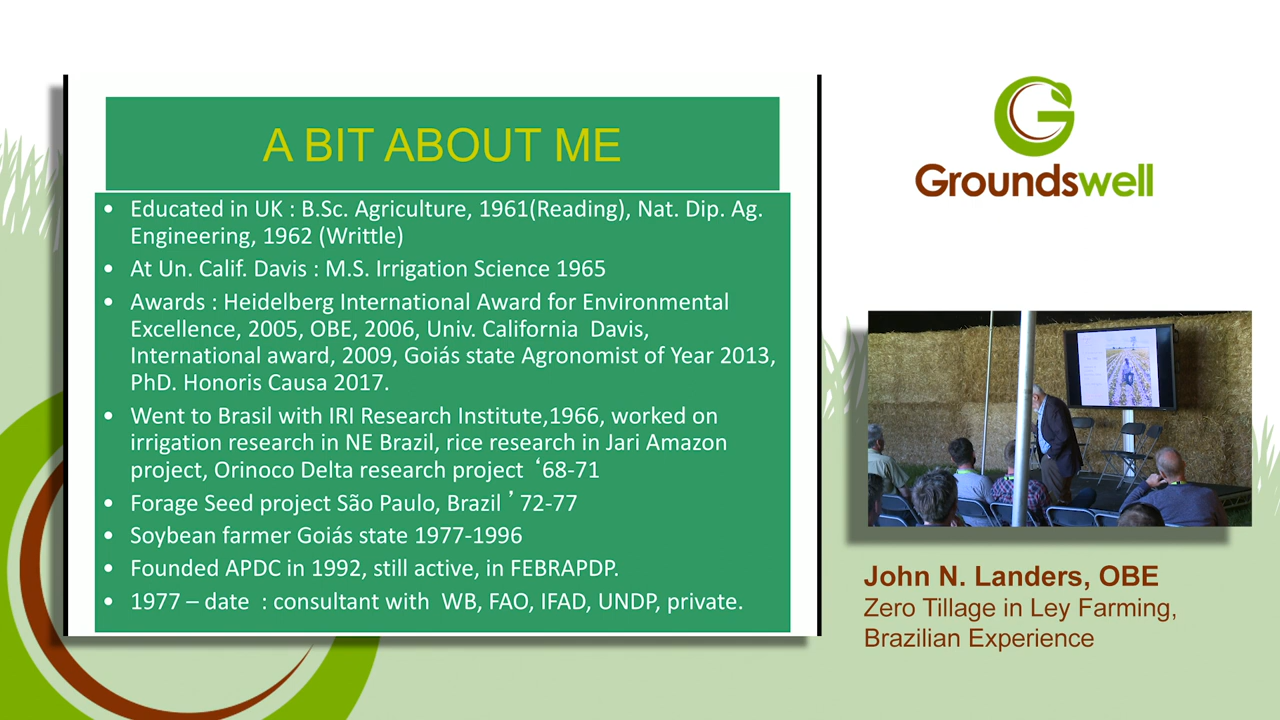 A BIT ABOUT ME
• Educated in UK : B.Sc. Agriculture, 1961(Reading), Nat. Dip. Ag.
Engineering, 1962 (Writtle)
• At Un. Calif. Davis : M.S. Irrigation Science 1965
• Awards : Heidelberg International Award for Environmental
Excellence, 2005, OBE, 2006, Univ. California Davis,
International award, 2009, Goiás state Agronomist of Year 2013,
PhD. Honoris Causa 2017.
• Went to Brasil with IRI Research Institute,1966, worked on
irrigation research in NE Brazil, rice research in Jari Amazon
project, Orinoco Delta research project ‘68-71
• Forage Seed project São Paulo, Brazil ’ 72-77
• Soybean farmer Goiás state 1977-1996
• Founded APDC in 1992, still active, in FEBRAPDP.
• 1977 – date : consultant with WB, FAO, IFAD, UNDP, private.
Groundswell
John N. Landers, OBE
Zero Tillage in Ley Farming,
Brazilian Experience